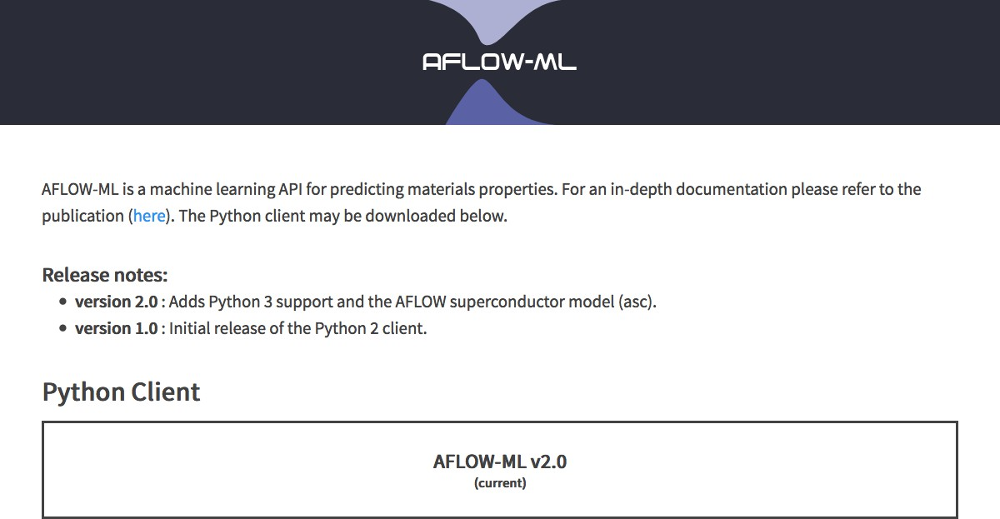 AFLOW-ML
AFLOW-ML is a machine learning API for predicting materials properties. For an in-depth documentation please refer to the
publication (here). The Python client may be downloaded below.
Release notes:
• version 2.0 : Adds Python 3 support and the AFLOW superconductor model (asc).
• version 1.0 : Initial release of the Python 2 client.
Python Client
AFLOW-ML v2.0
(current)